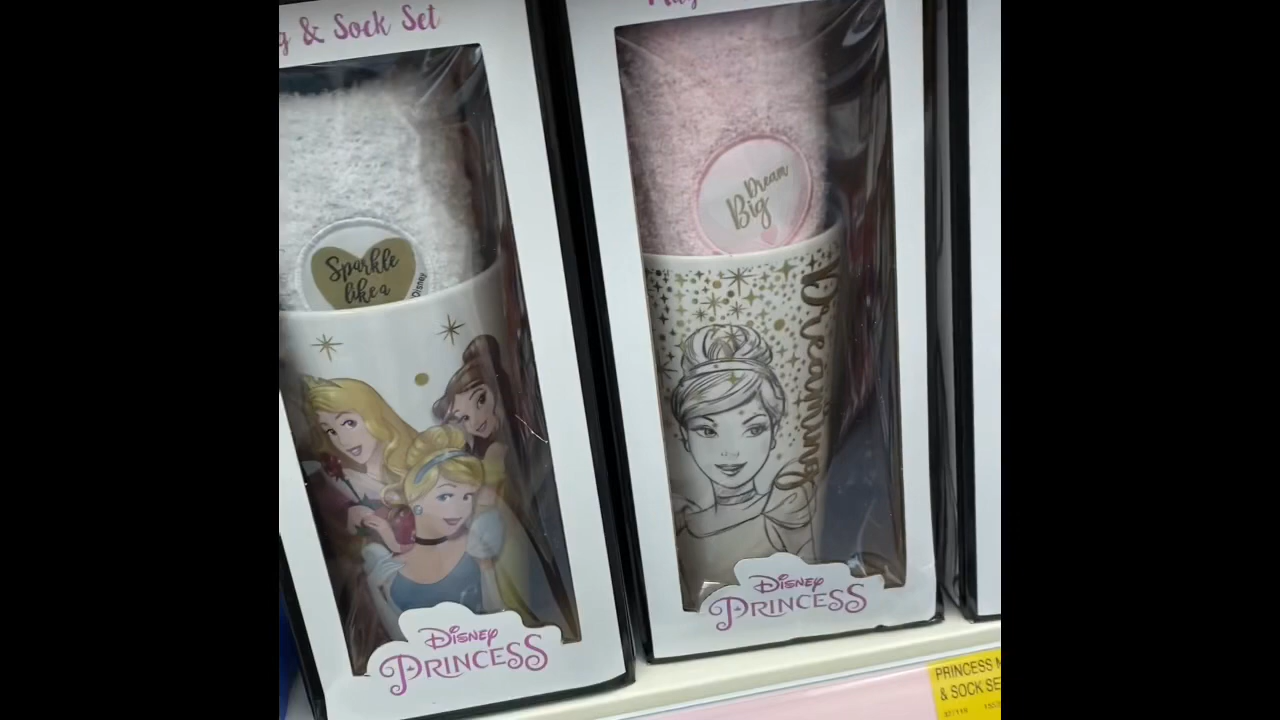 & Sock Set
Sparkle
like a
Disney
Disney
PRINCESS
Dream
Big
Dreaming
Disney
PRINCESS
PRINCESS M
& SOCK SE